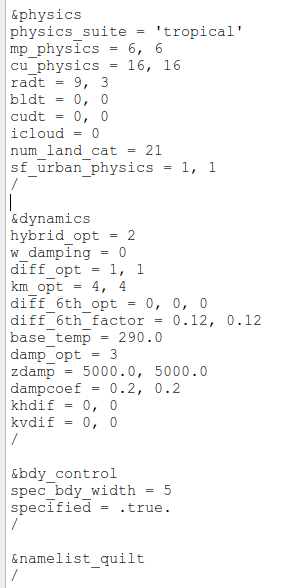 &physics
physics_suite = 'tropical'
mp_physics = 6, 6
cu_physics = 16, 16
radt = 9, 3
bldt = 0, 0
cudt = 0, 0
icloud = 0
num_land_cat = 21
sf_urban_physics = 1, 1
/

&dynamics
hybrid_opt = 2
w_damping = 0
diff_opt = 1, 1
km_opt = 4, 4
diff_6th_opt = 0, 0, 0
diff_6th_factor = 0.12, 0.12
base_temp = 290.0
damp_opt = 3
zdamp = 5000.0, 5000.0
dampcoef = 0.2, 0.2
khdif = 0, 0
kvdif = 0, 0
/

&bdy_control
spec_bdy_width = 5
specified = .true.
/

&namelist_quilt
/